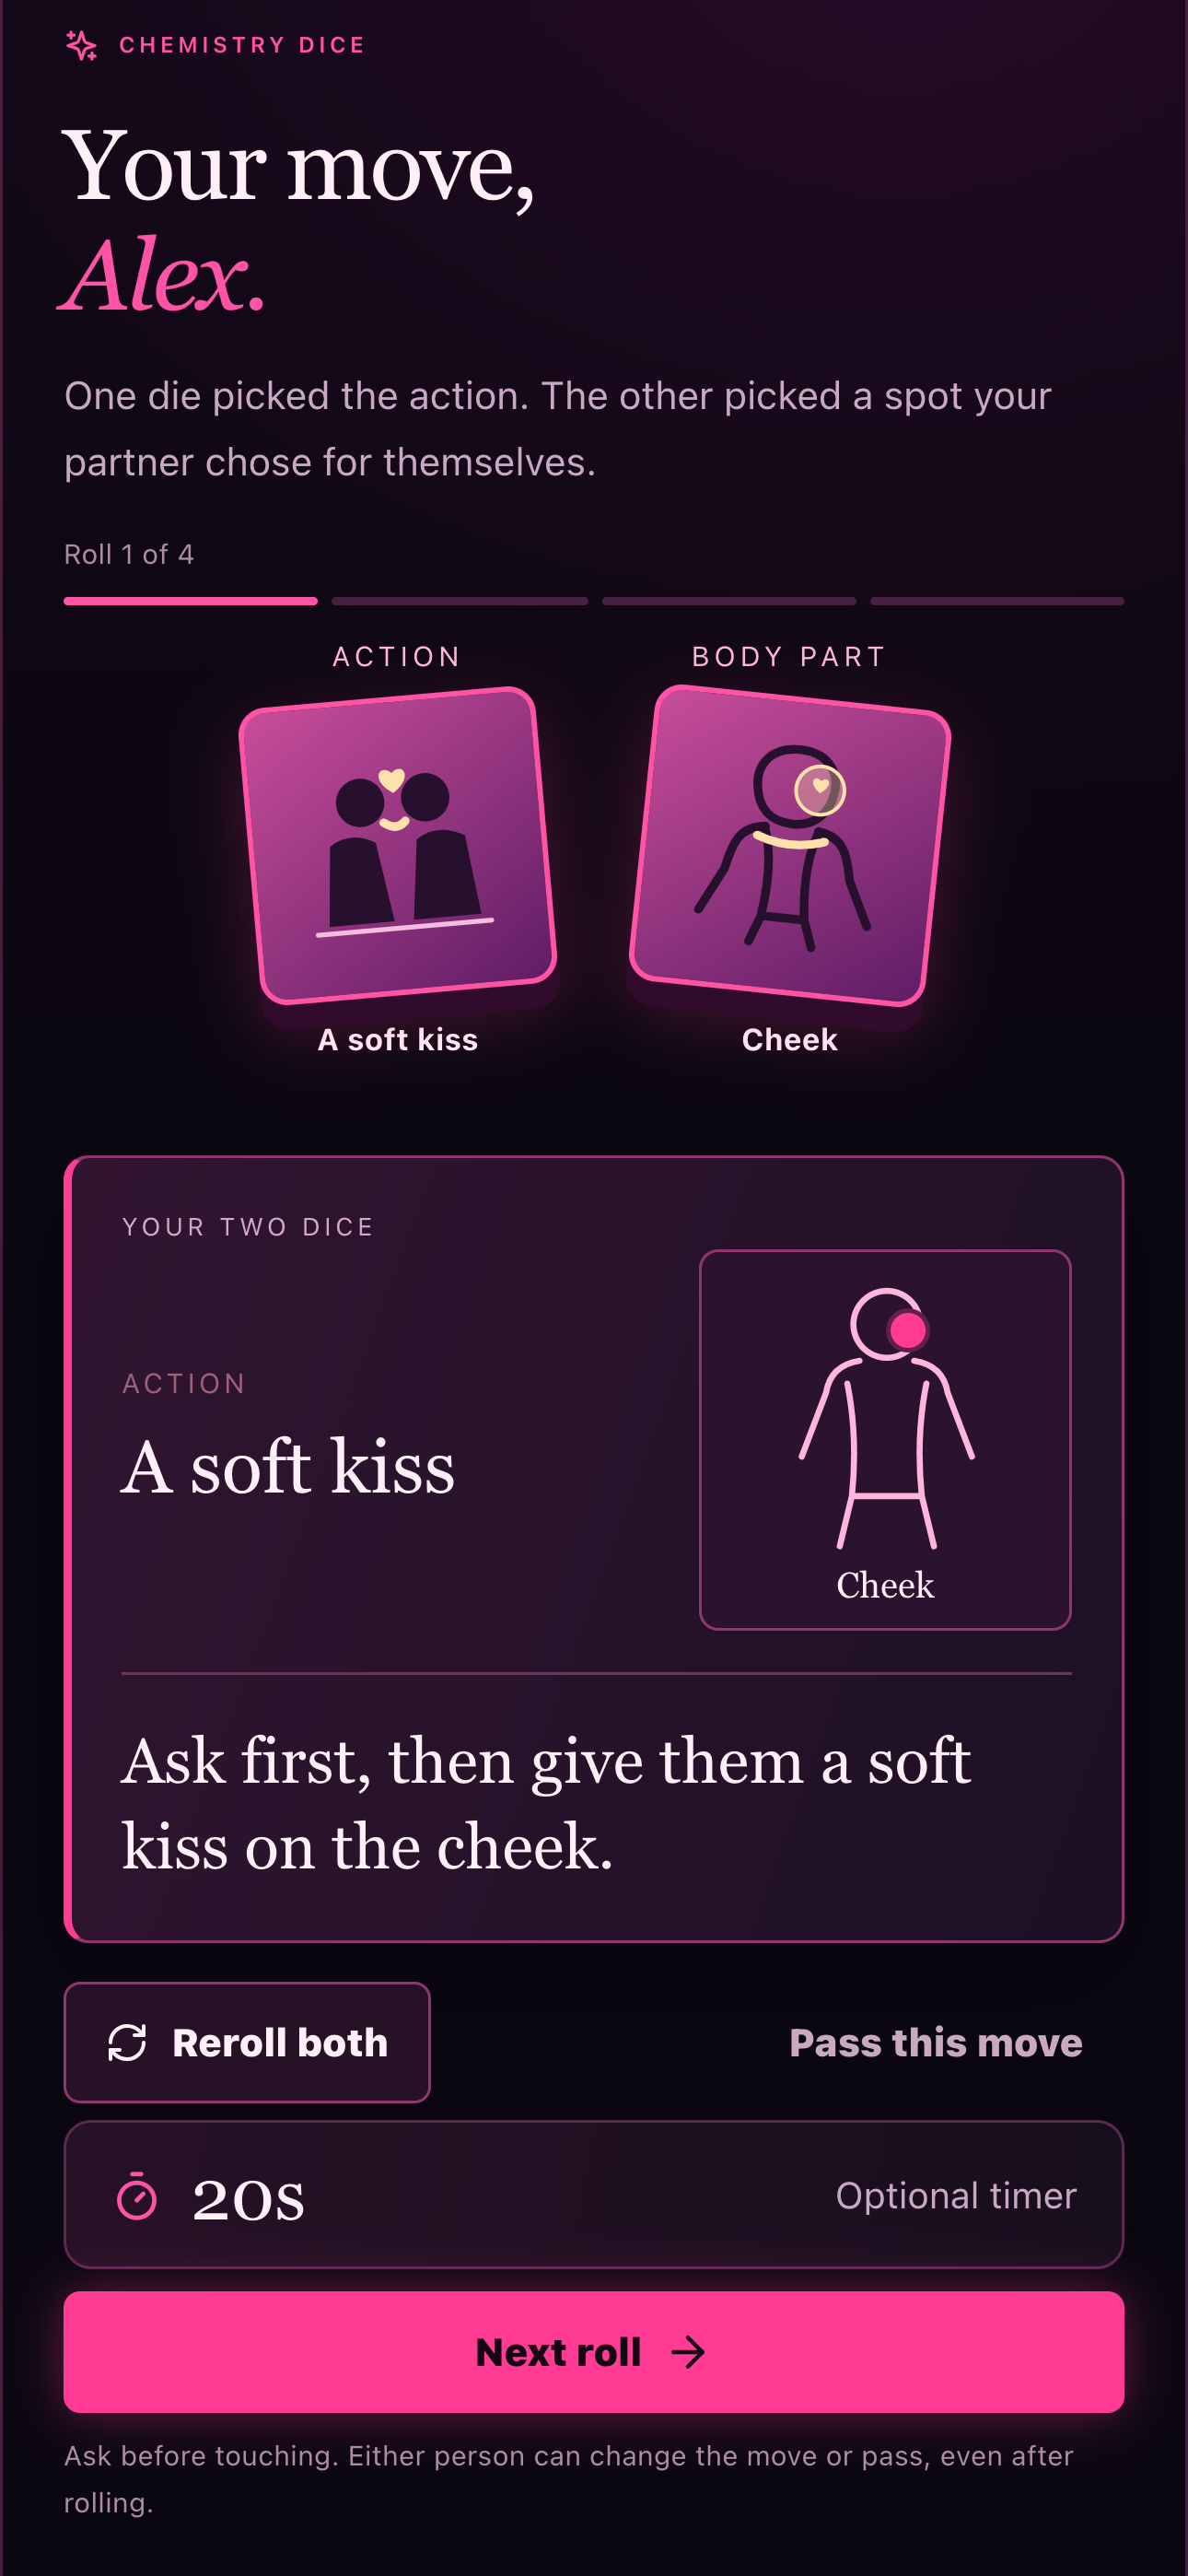 CHEMISTRY DICE
Your move,
Alex.
One die picked the action. The other picked a spot your
partner chose for themselves.
Roll 1 of 4
ACTION
BODY PART
A soft kiss
Cheek
YOUR TWO DICE
ACTION
A soft kiss
Cheek
Ask first, then give them a soft
kiss on the cheek.
Reroll both
Pass this move
20s
Optional timer
Next roll
Ask before touching. Either person can change the move or pass, even after
rolling.